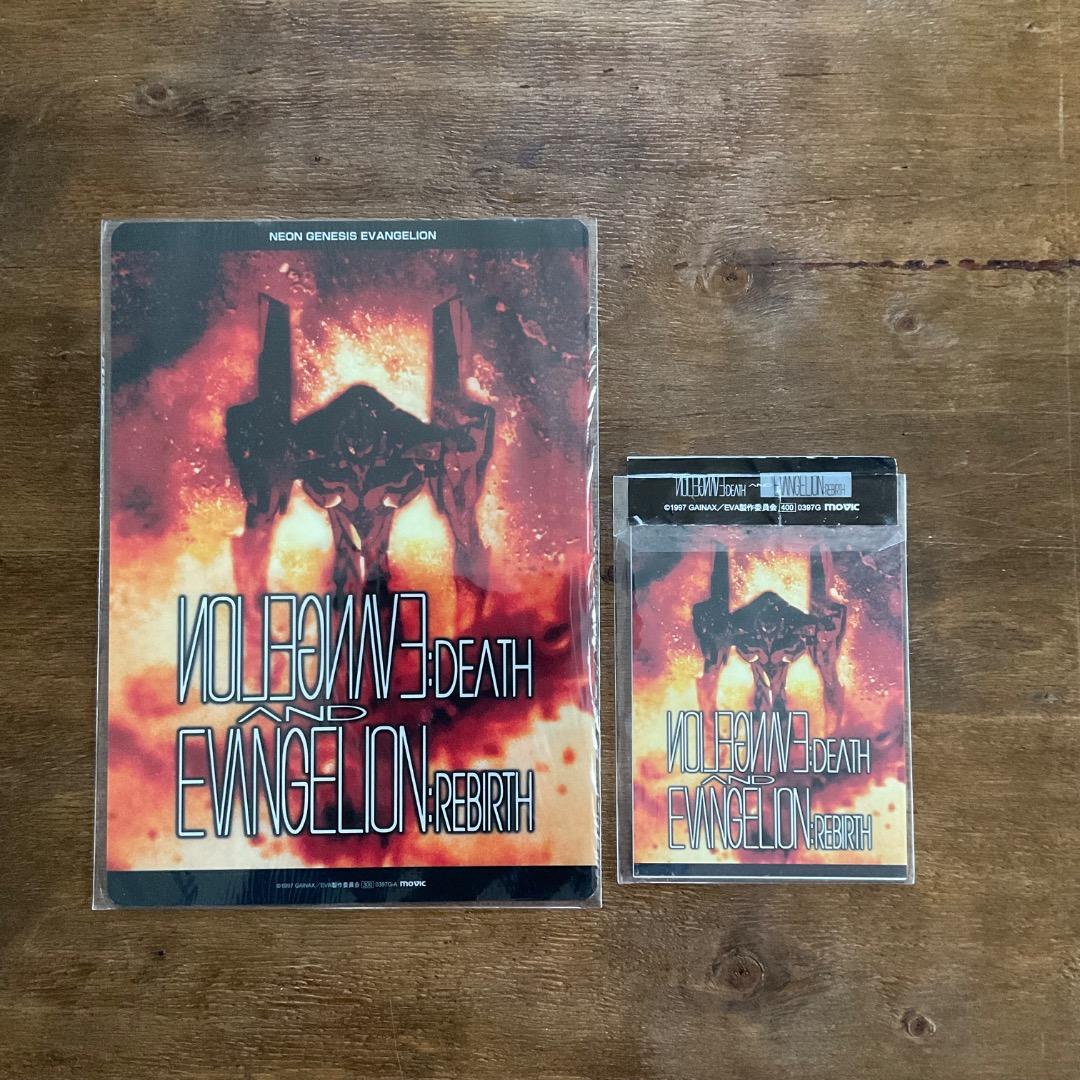 NEON GENESIS EVANGELION
EVANGELION:DEATH
AND
EVANGELION:REBIRTH
©1997 GAINAX/EVA製作委員会 300 0397G-A movic
EVANGELION:DEATH AND EVANGELION:REBIRTH
©1997 GAINAX/EVA製作委員会 400 0397G movic
EVANGELION:DEATH
AND
EVANGELION:REBIRTH